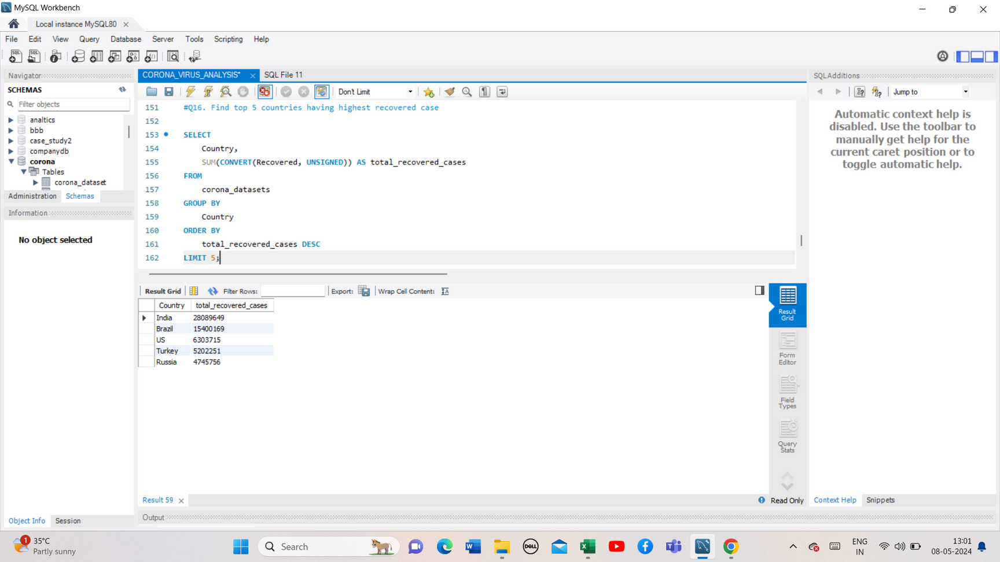 MySQL Workbench
Local instance MySQL80
File Edit View Query Database Server Tools Scripting Help
Navigator
SCHEMAS
Filter objects
analtics
bbb
case_study2
companydb
corona
Tables
corona_dataset
Administration Schemas
Information
No object selected
Object Info Session
CORONA_VIRUS_ANALYSIS* SQL File 11
Don't Limit
151 #Q16. Find top 5 countries having highest recovered case
152
153 SELECT
154 Country,
155 SUM(CONVERT(Recovered, UNSIGNED)) AS total_recovered_cases
156 FROM
157 corona_datasets
158 GROUP BY
159 Country
160 ORDER BY
161 total_recovered_cases DESC
162 LIMIT 5;
Result Grid Filter Rows: Export: Wrap Cell Content:
Country total_recovered_cases
India 28089649
Brazil 15400169
US 6303715
Turkey 5202251
Russia 4745756
Result
Grid
Form
Editor
Field
Types
Query
Stats
Result 59
Read Only
Output
SQLAdditions
Jump to
Automatic context help is
disabled. Use the toolbar to
manually get help for the
current caret position or to
toggle automatic help.
Context Help Snippets
1
35°C
Partly sunny
Search
DELL
ENG
IN
13:01
08-05-2024